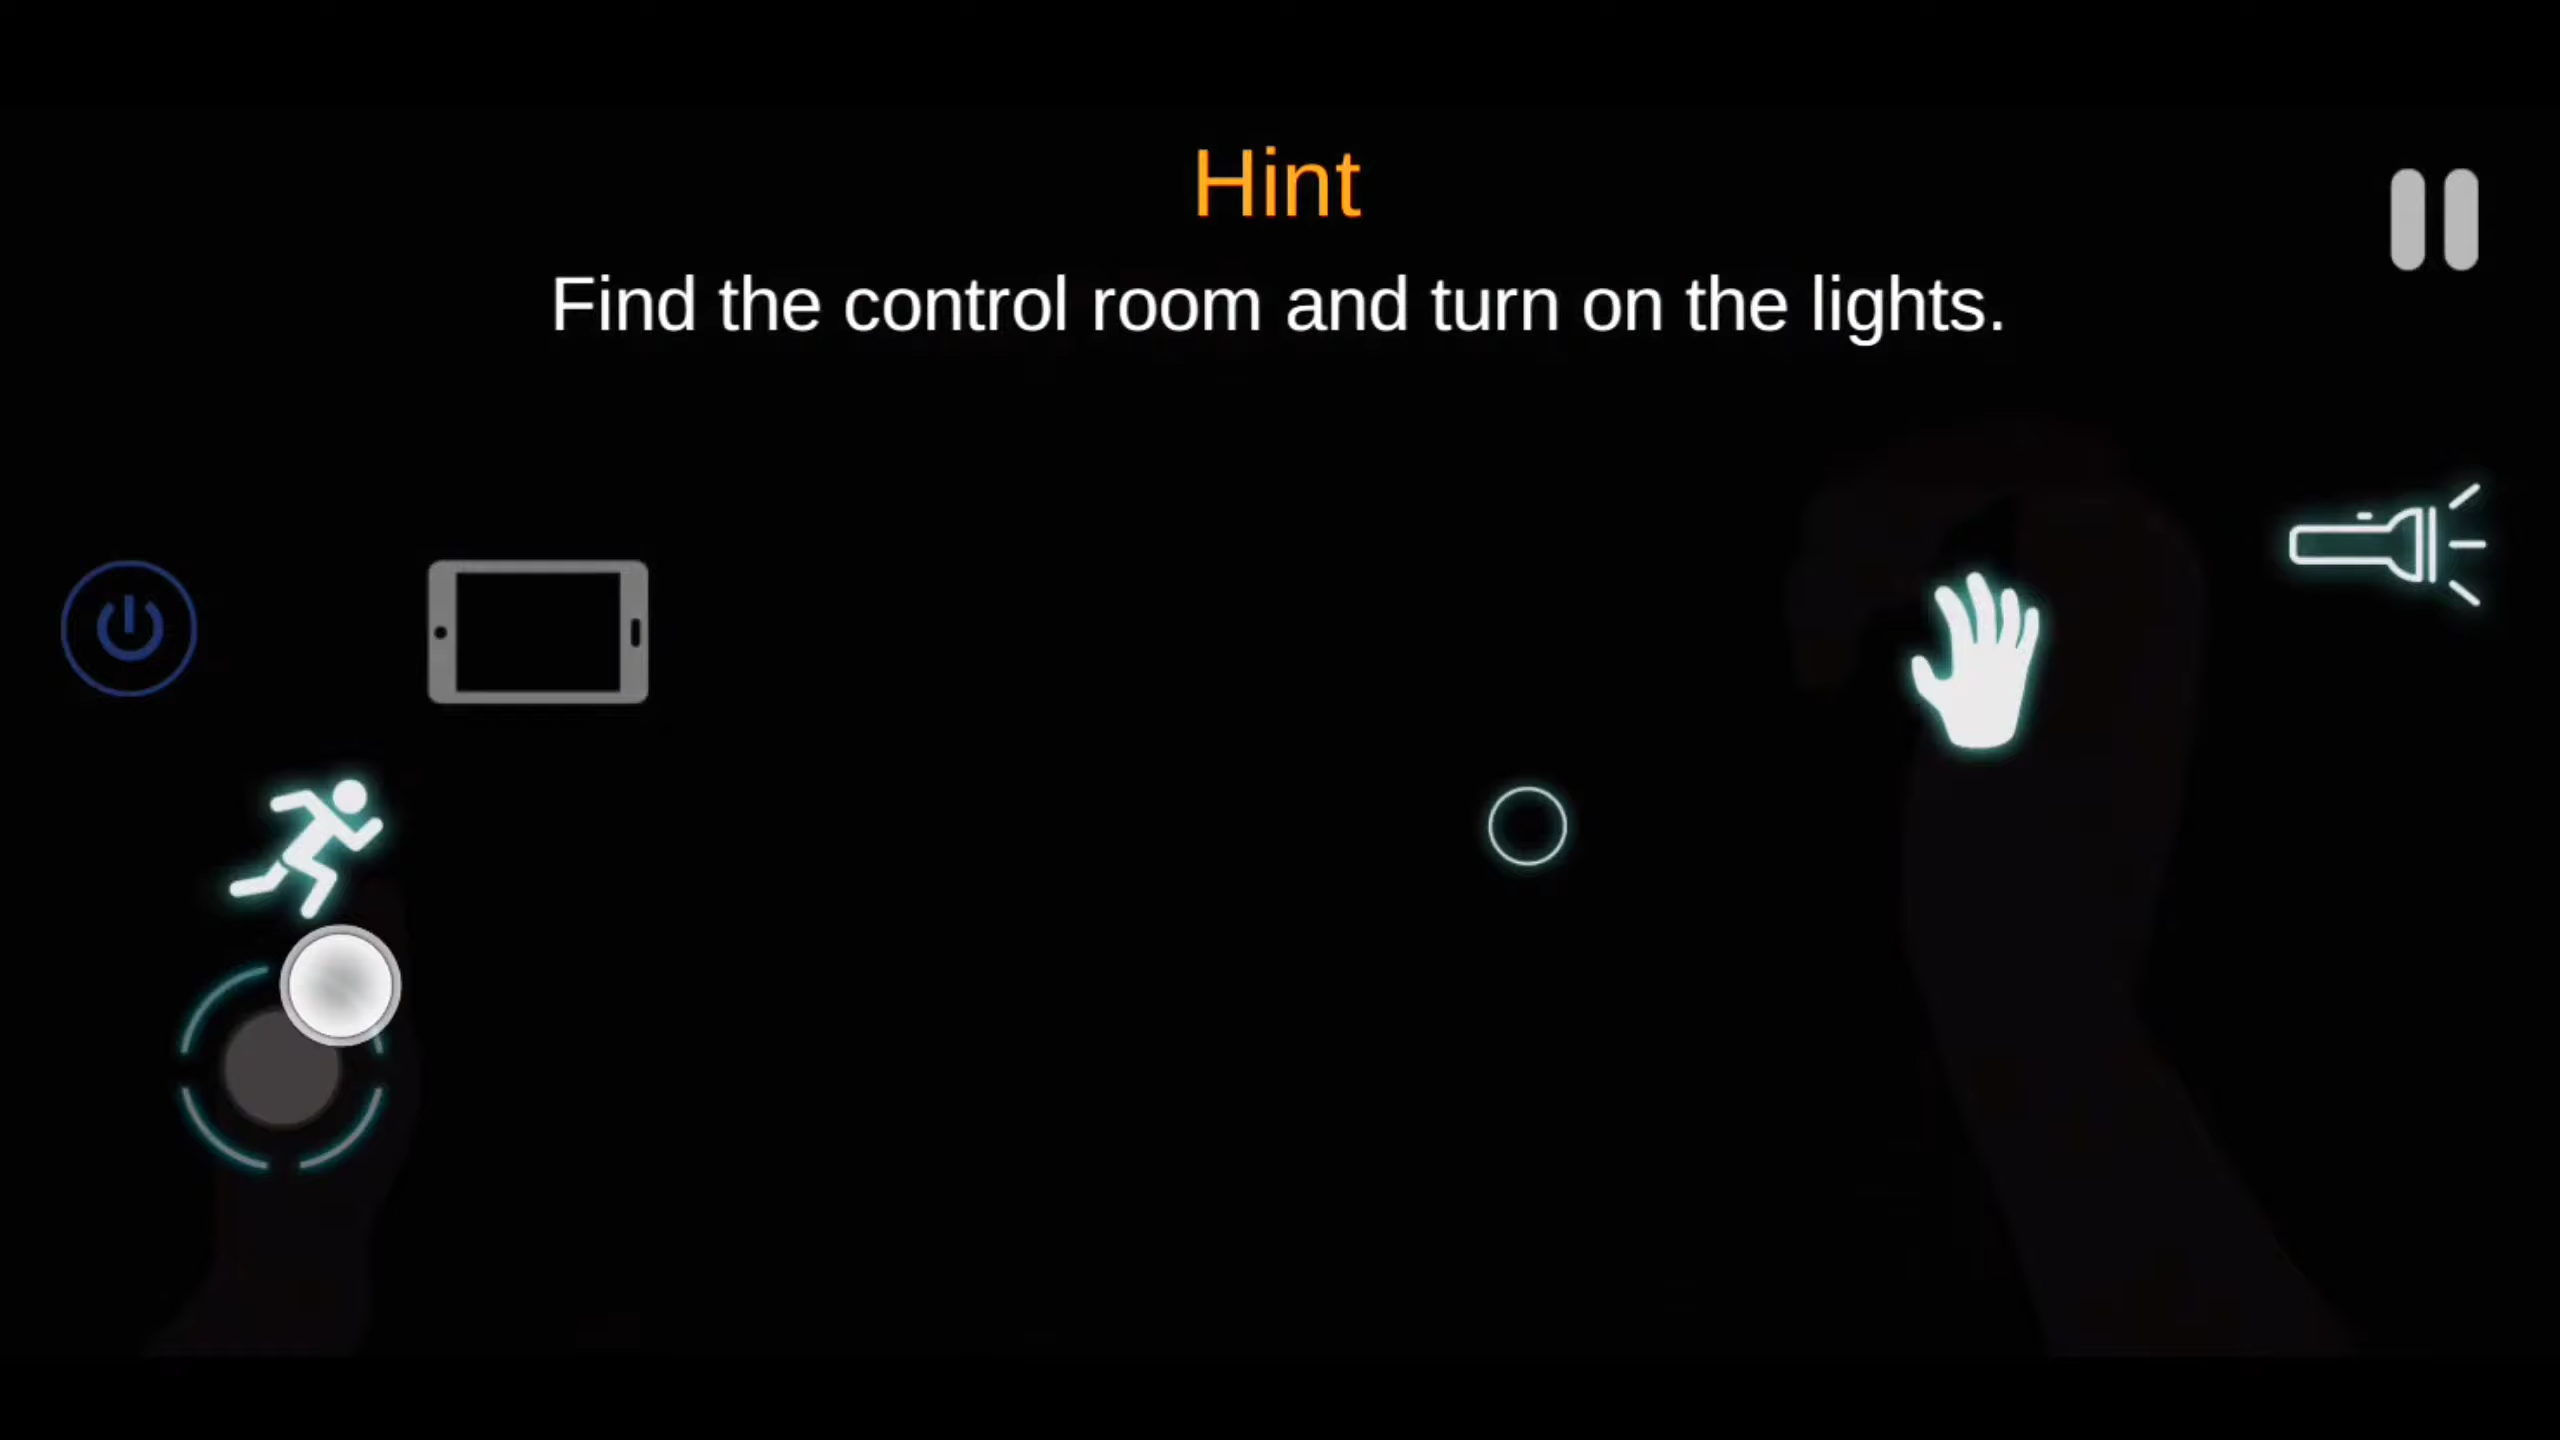 Hint
Find the control room and turn on the lights.